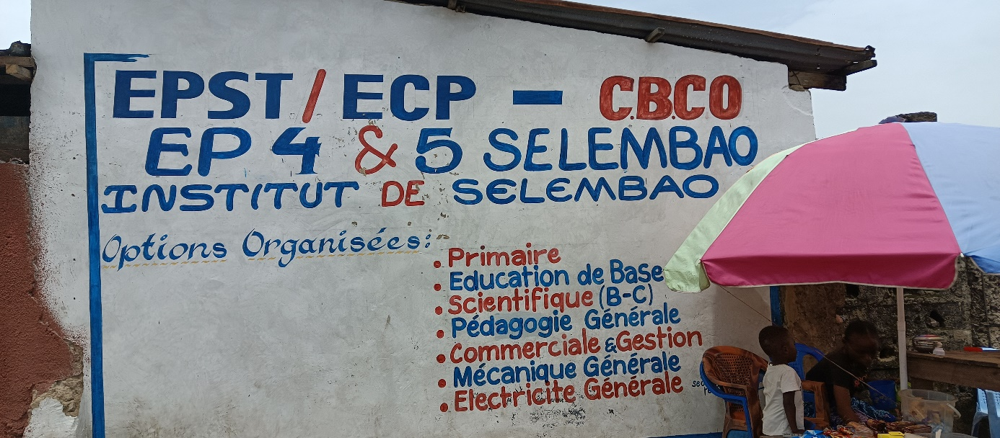 EPST/ECP - C.B.CO
EP 4 & 5 SELEMBAO
INSTITUT DE SELEMBAO
Options Organisées:
• Primaire
• Education de Base
• Scientifique (B-C)
• Pédagogie Générale
• Commerciale & Gestion
• Mécanique Générale
• Electricite Générale